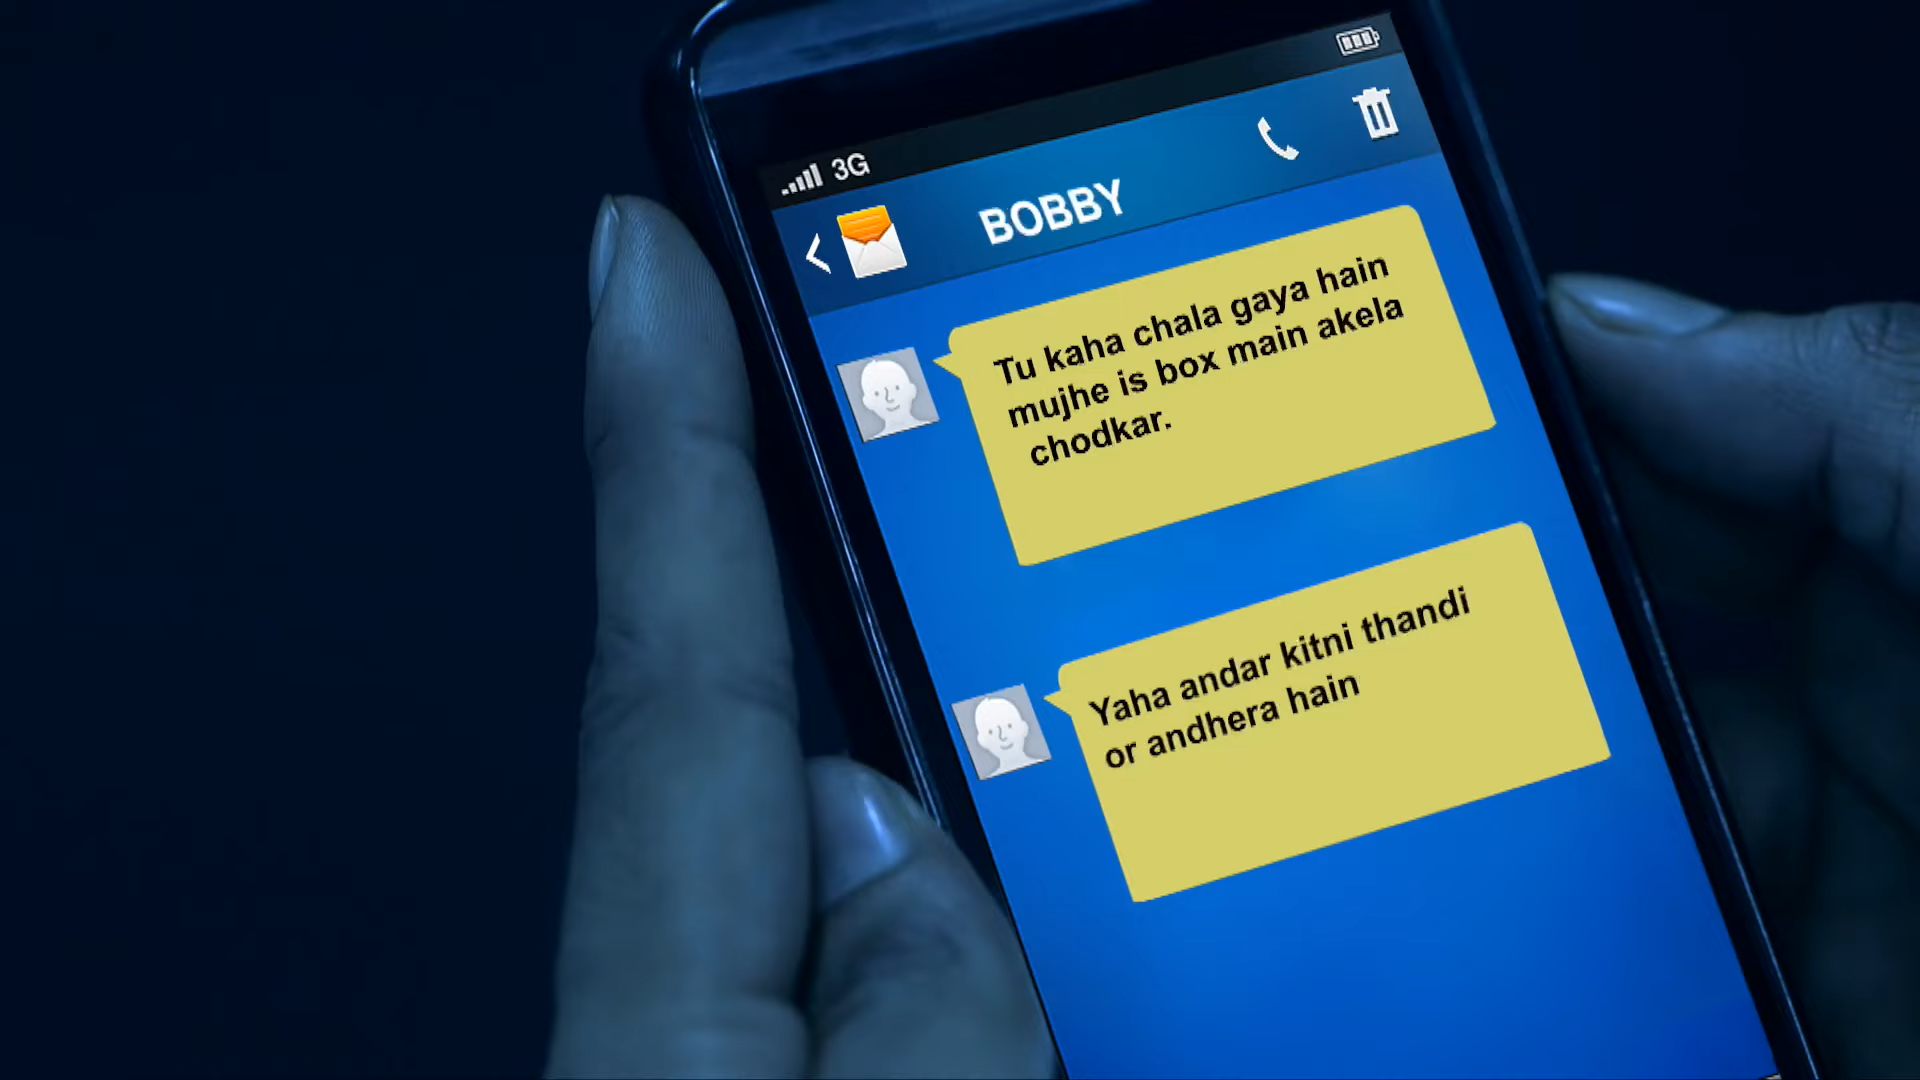 3G
BOBBY
Tu kaha chala gaya hain
mujhe is box main akela
chodkar.
Yaha andar kitni thandi
or andhera hain